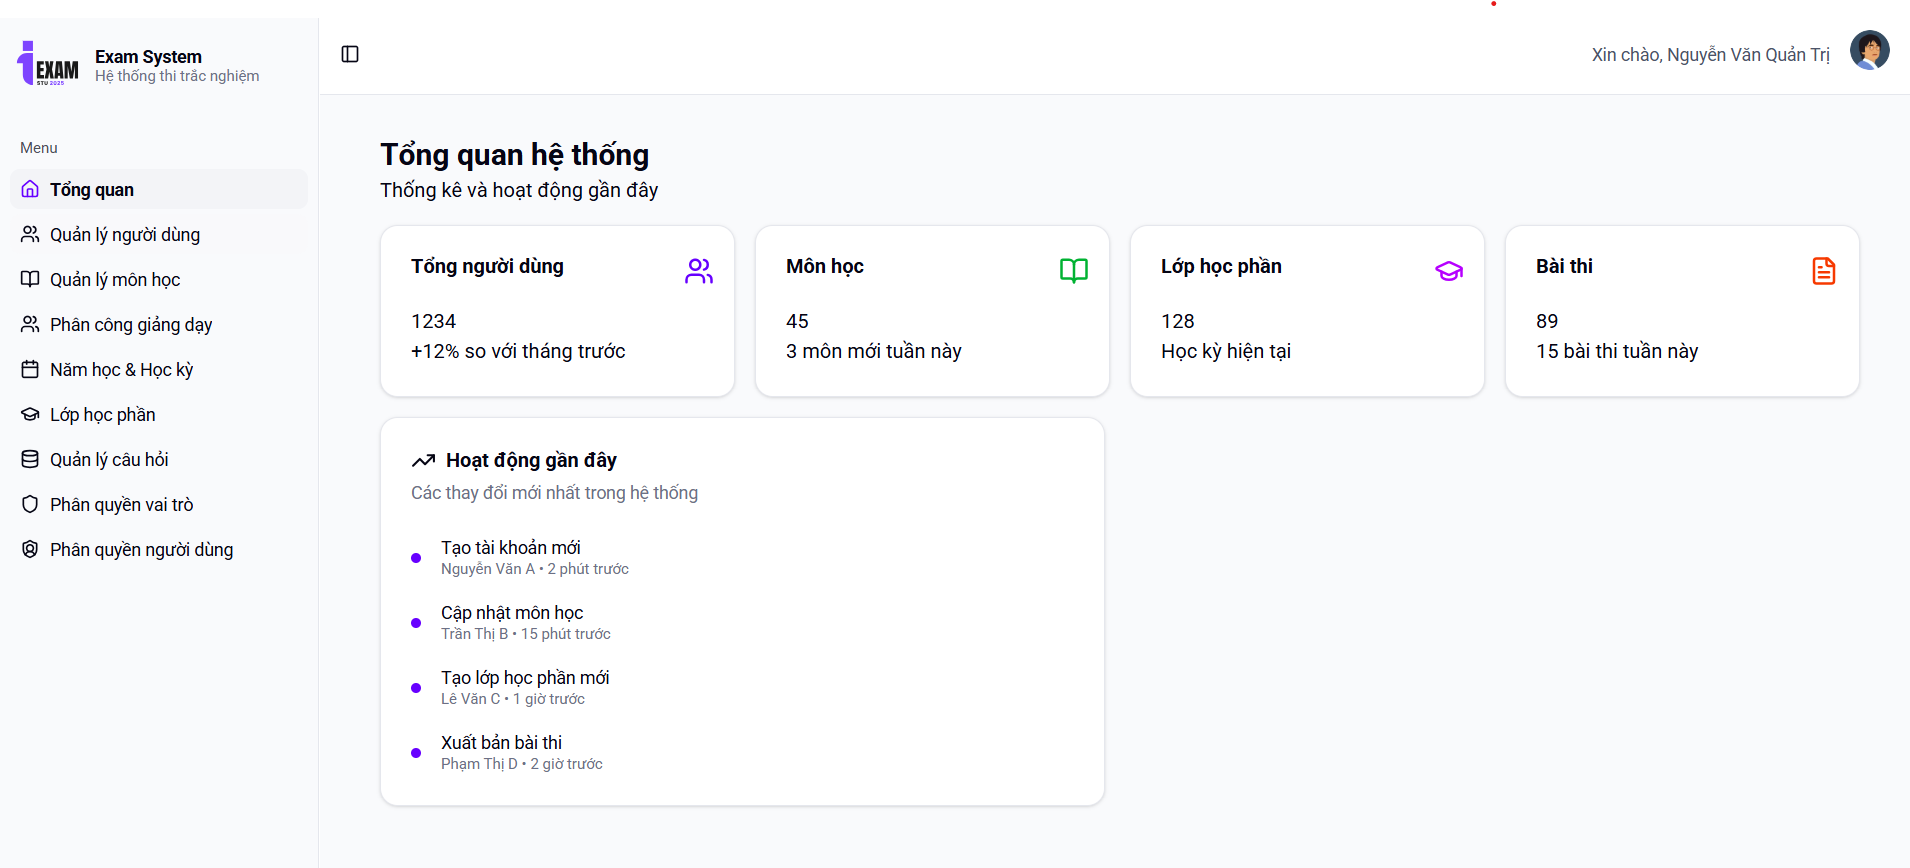 EXAM
STU 2025
Exam System
Hệ thống thi trắc nghiệm
Xin chào, Nguyễn Văn Quản Trị
Menu
Tổng quan
Quản lý người dùng
Quản lý môn học
Phân công giảng dạy
Năm học & Học kỳ
Lớp học phần
Quản lý câu hỏi
Phân quyền vai trò
Phân quyền người dùng
Tổng quan hệ thống
Thống kê và hoạt động gần đây
Tổng người dùng
1234
+12% so với tháng trước
Môn học
45
3 môn mới tuần này
Lớp học phần
128
Học kỳ hiện tại
Bài thi
89
15 bài thi tuần này
Hoạt động gần đây
Các thay đổi mới nhất trong hệ thống
Tạo tài khoản mới
Nguyễn Văn A • 2 phút trước
Cập nhật môn học
Trần Thị B • 15 phút trước
Tạo lớp học phần mới
Lê Văn C • 1 giờ trước
Xuất bản bài thi
Phạm Thị D • 2 giờ trước